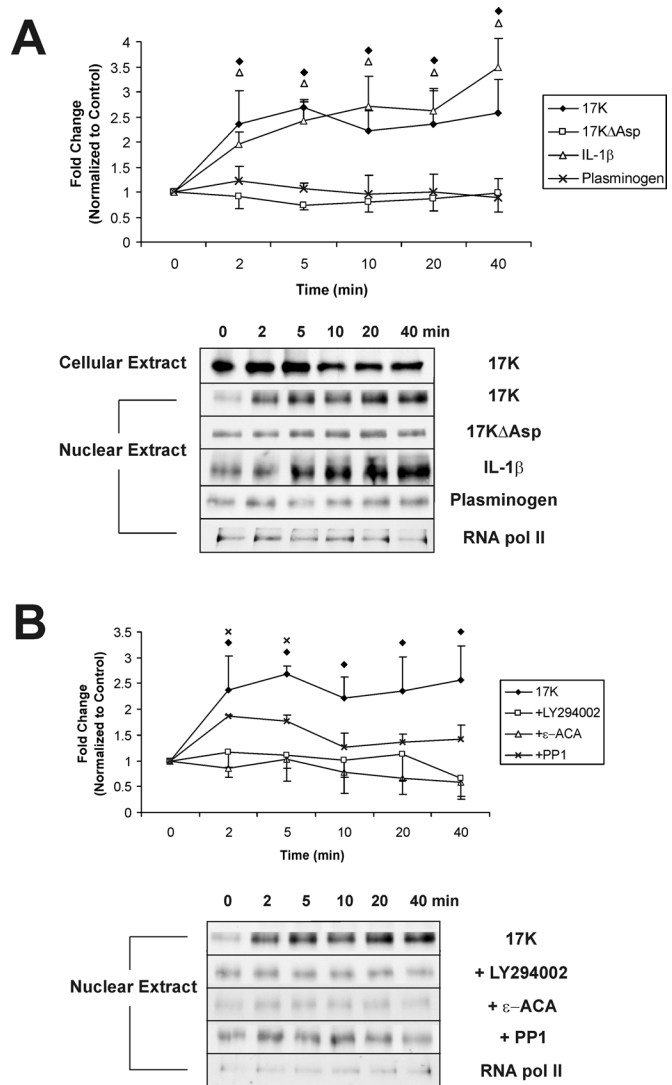 A
Fold Change
(Normalized to Control)
4
3.5
3
2.5
2
1.5
1
0.5
0
0 2 5 10 20 40
Time (min)
17K
17KΔAsp
IL-1β
Plasminogen
0 2 5 10 20 40 min
Cellular Extract 17K
17K
17KΔAsp
Nuclear Extract
IL-1β
Plasminogen
RNA pol II
B
Fold Change
(Normalized to Control)
3.5
3
2.5
2
1.5
1
0.5
0
0 2 5 10 20 40
Time (min)
17K
+LY294002
+ε–ACA
+PP1
0 2 5 10 20 40 min
17K
+ LY294002
Nuclear Extract
+ ε–ACA
+ PP1
RNA pol II